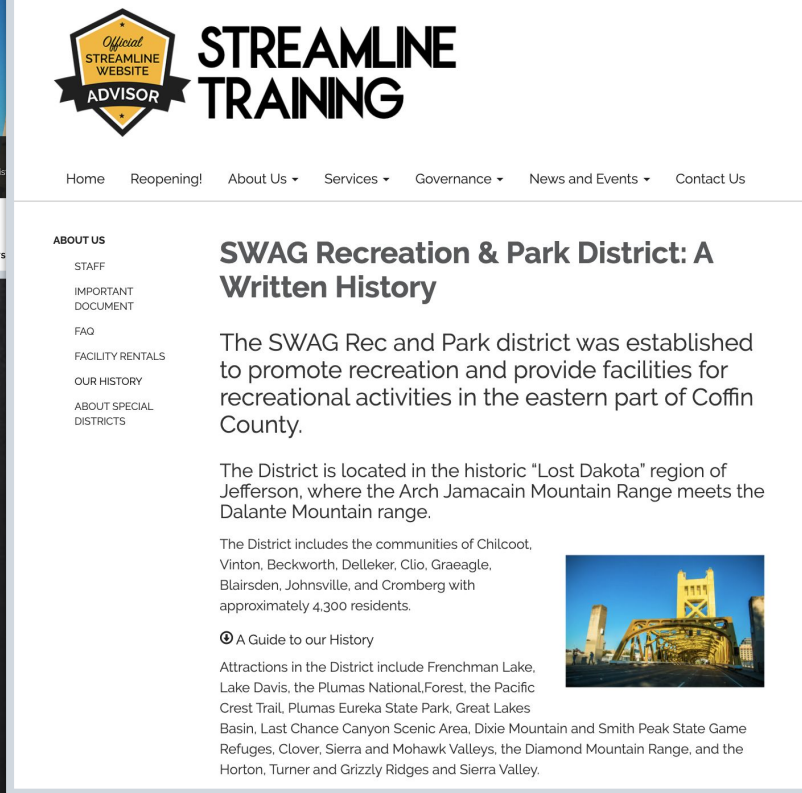 Official
STREAMLINE
WEBSITE
ADVISOR
STREAMLINE
TRAINING
Home Reopening! About Us Services Governance News and Events Contact Us
ABOUT US
STAFF
IMPORTANT
DOCUMENT
FAQ
FACILITY RENTALS
OUR HISTORY
ABOUT SPECIAL
DISTRICTS
SWAG Recreation & Park District: A
Written History
The SWAG Rec and Park district was established
to promote recreation and provide facilities for
recreational activities in the eastern part of Coffin
County.
The District is located in the historic “Lost Dakota” region of
Jefferson, where the Arch Jamacain Mountain Range meets the
Dalante Mountain range.
The District includes the communities of Chilcoot,
Vinton, Beckworth, Delleker, Clio, Graeagle,
Blairsden, Johnsville, and Cromberg with
approximately 4,300 residents.
A Guide to our History
Attractions in the District include Frenchman Lake,
Lake Davis, the Plumas National,Forest, the Pacific
Crest Trail, Plumas Eureka State Park, Great Lakes
Basin, Last Chance Canyon Scenic Area, Dixie Mountain and Smith Peak State Game
Refuges, Clover, Sierra and Mohawk Valleys, the Diamond Mountain Range, and the
Horton, Turner and Grizzly Ridges and Sierra Valley.